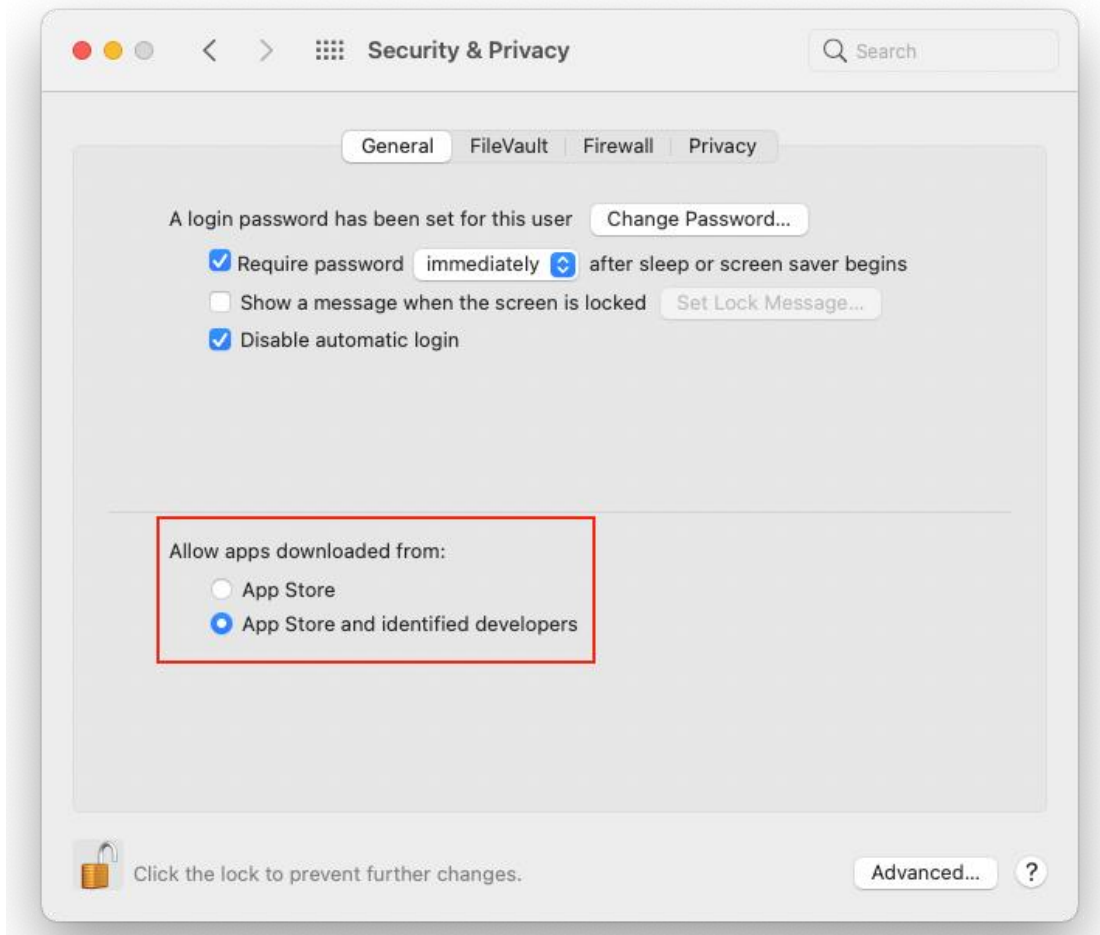 Security & Privacy
Search
General FileVault Firewall Privacy
A login password has been set for this user Change Password...
Require password immediately after sleep or screen saver begins
Show a message when the screen is locked Set Lock Message...
Disable automatic login
Allow apps downloaded from:
App Store
App Store and identified developers
Click the lock to prevent further changes.
Advanced... ?